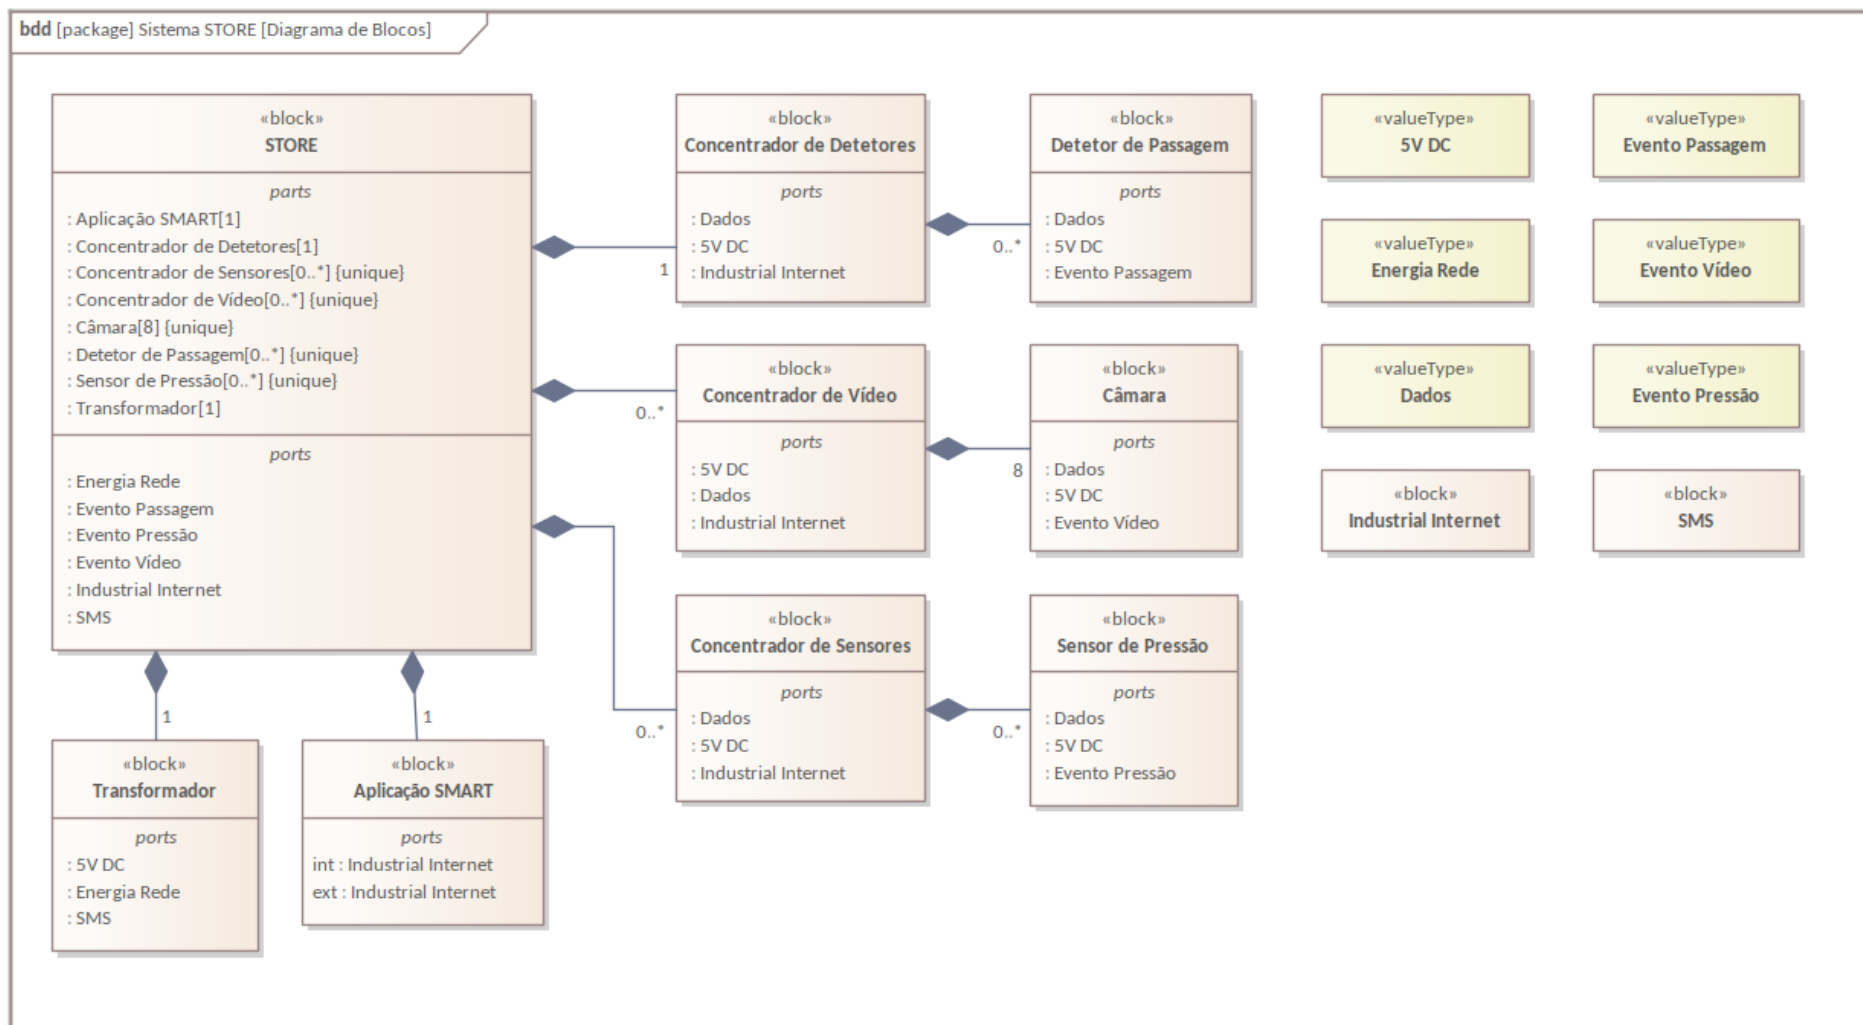 bdd [package] Sistema STORE [Diagrama de Blocos]
«block»
STORE
parts
: Aplicação SMART[1]
: Concentrador de Detetores[1]
: Concentrador de Sensores[0..*] {unique}
: Concentrador de Vídeo[0..*] {unique}
: Câmara[8] {unique}
: Detetor de Passagem[0..*] {unique}
: Sensor de Pressão[0..*] {unique}
: Transformador[1]
ports
: Energia Rede
: Evento Passagem
: Evento Pressão
: Evento Vídeo
: Industrial Internet
: SMS
«block»
Concentrador de Detetores
ports
: Dados
: 5V DC
: Industrial Internet
1
«block»
Detetor de Passagem
ports
: Dados
: 5V DC
: Evento Passagem
0..*
«block»
Concentrador de Vídeo
ports
: 5V DC
: Dados
: Industrial Internet
0..*
«block»
Câmara
ports
: Dados
: 5V DC
: Evento Vídeo
8
«block»
Concentrador de Sensores
ports
: Dados
: 5V DC
: Industrial Internet
0..*
«block»
Sensor de Pressão
ports
: Dados
: 5V DC
: Evento Pressão
0..*
«valueType»
5V DC
«valueType»
Evento Passagem
«valueType»
Energia Rede
«valueType»
Evento Vídeo
«valueType»
Dados
«valueType»
Evento Pressão
«block»
Industrial Internet
«block»
SMS
1
«block»
Transformador
ports
: 5V DC
: Energia Rede
: SMS
1
«block»
Aplicação SMART
ports
int : Industrial Internet
ext : Industrial Internet